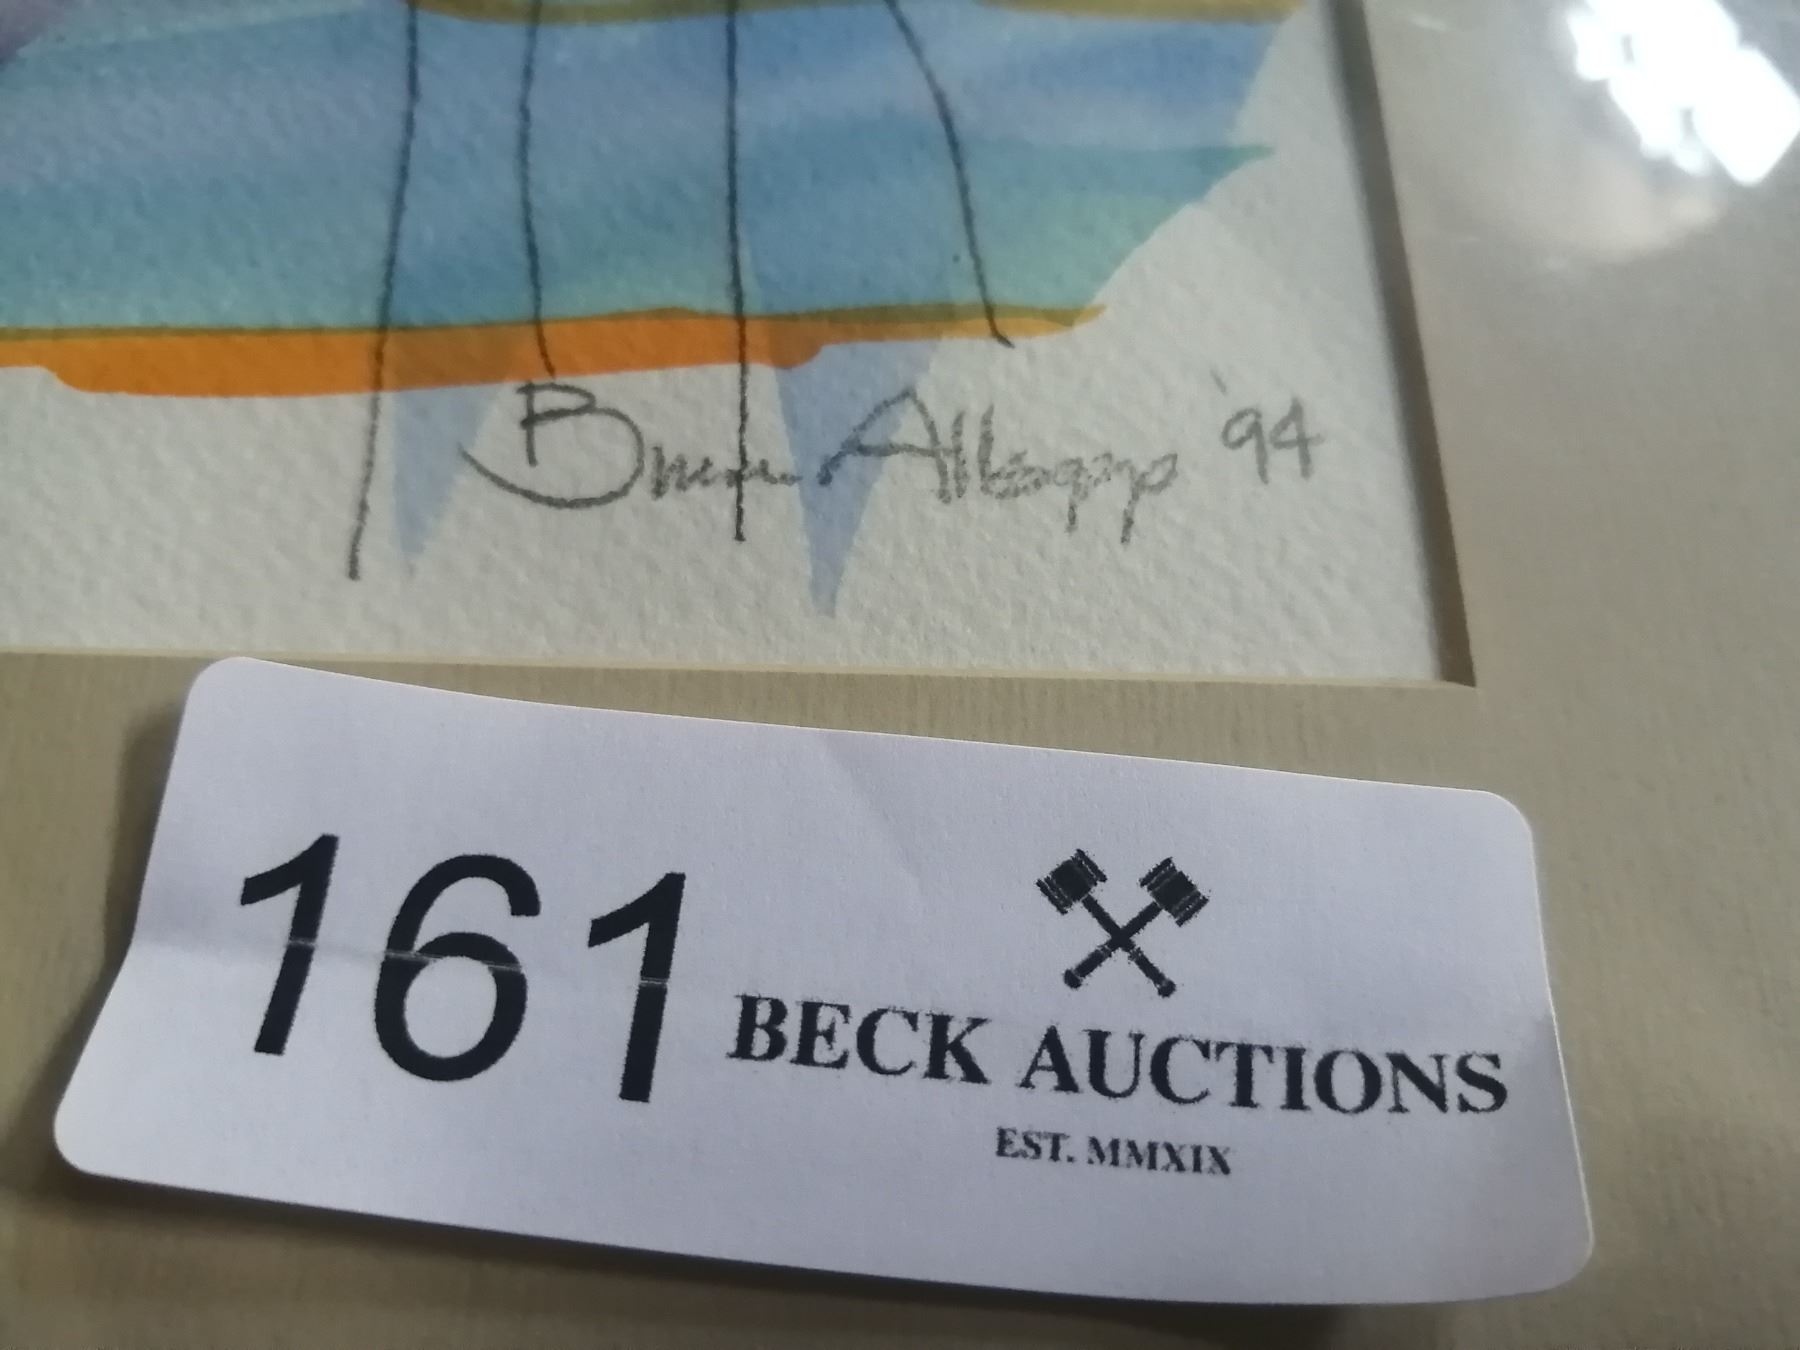 '94
161
BECK AUCTIONS
EST. MMXIX